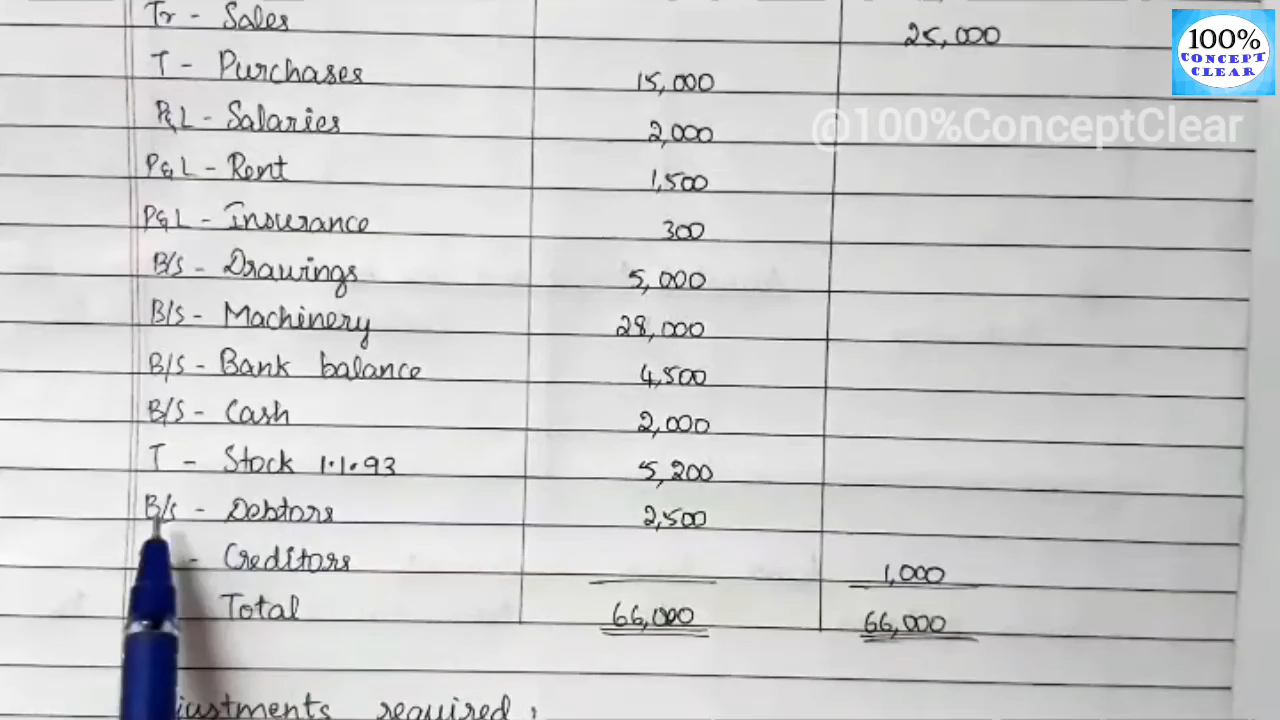 Tr - Sales 25,000
T - Purchases 15,000
P&L - Salaries 2,000
P&L - Rent 1,500
P&L - Insurance 300
B/S - Drawings 5,000
B/S - Machinery 28,000
B/S - Bank balance 4,500
B/S - Cash 2,000
T - Stock 1.1.93 5,200
B/S - Debtors 2,500
- Creditors 1,000
Total 66,000 66,000
justments required:
100%
CONCEPT
CLEAR
@100%ConceptClear